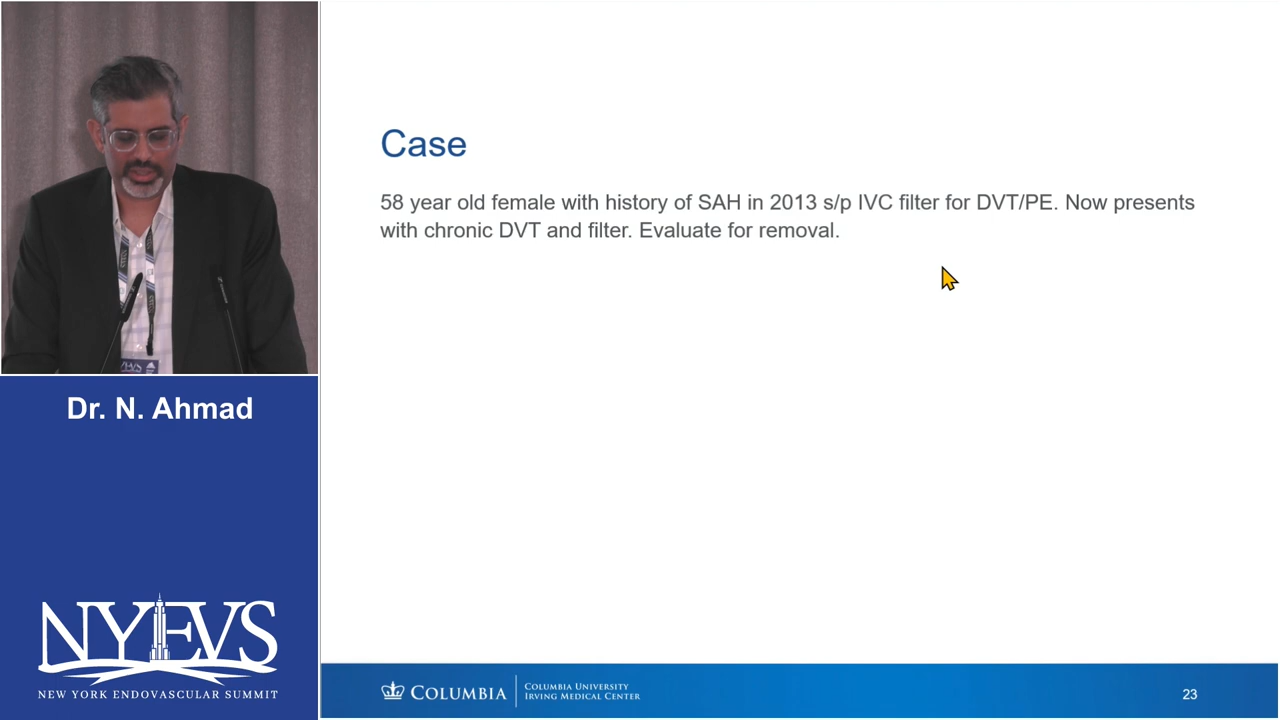 Case
58 year old female with history of SAH in 2013 s/p IVC filter for DVT/PE. Now presents
with chronic DVT and filter. Evaluate for removal.
Dr. N. Ahmad
NYEVS
NEW YORK ENDOVASCULAR SUMMIT
COLUMBIA
COLUMBIA UNIVERSITY
IRVING MEDICAL CENTER
23